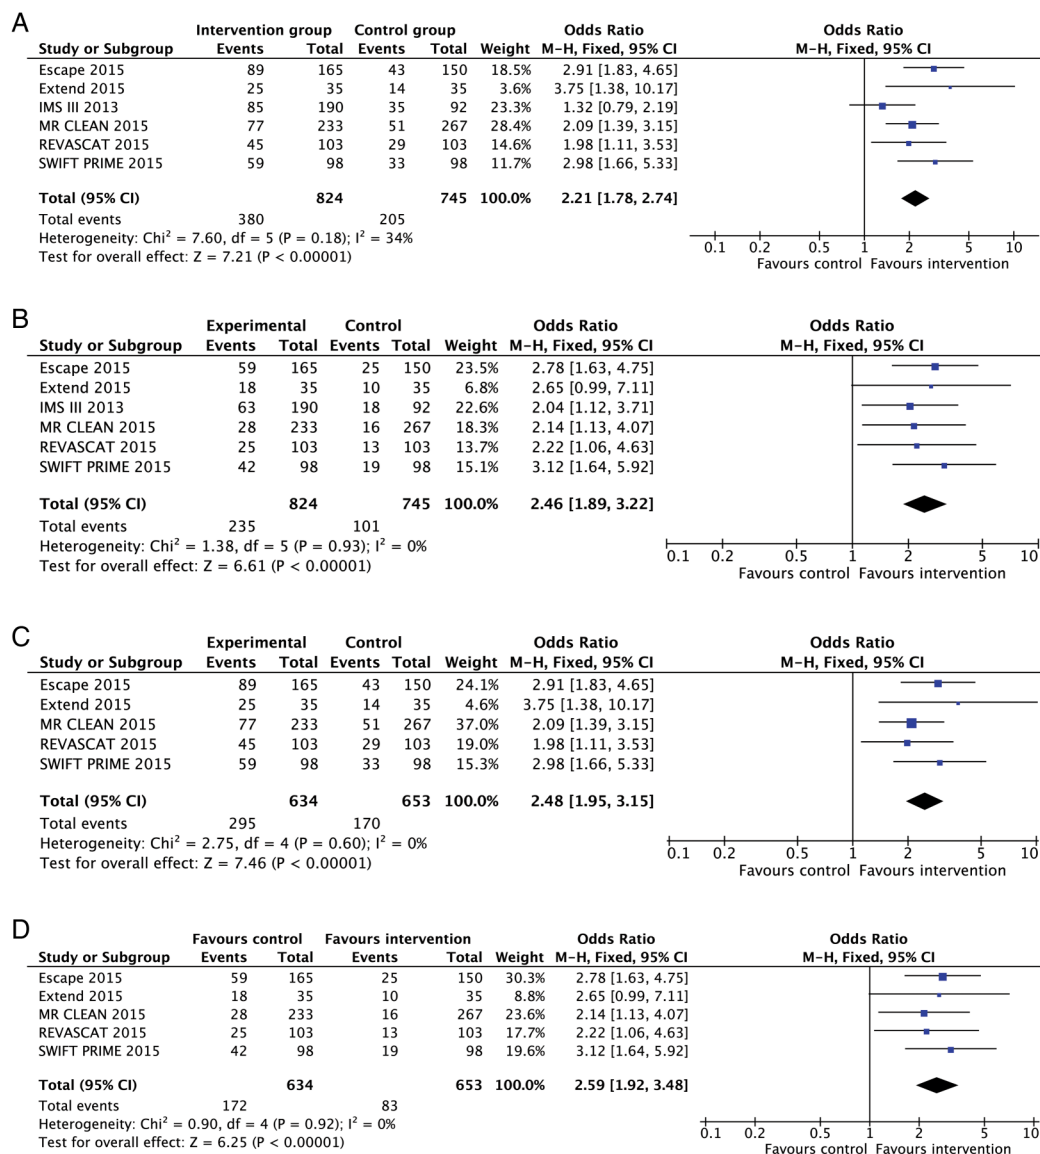 A
Intervention group Control group Odds Ratio Odds Ratio
Study or Subgroup Events Total Events Total Weight M-H, Fixed, 95% CI M-H, Fixed, 95% CI
Escape 2015 89 165 43 150 18.5% 2.91 [1.83, 4.65]
Extend 2015 25 35 14 35 3.6% 3.75 [1.38, 10.17]
IMS III 2013 85 190 35 92 23.3% 1.32 [0.79, 2.19]
MR CLEAN 2015 77 233 51 267 28.4% 2.09 [1.39, 3.15]
REVASCAT 2015 45 103 29 103 14.6% 1.98 [1.11, 3.53]
SWIFT PRIME 2015 59 98 33 98 11.7% 2.98 [1.66, 5.33]
Total (95% CI) 824 745 100.0% 2.21 [1.78, 2.74]
Total events 380 205
Heterogeneity: Chi² = 7.60, df = 5 (P = 0.18); I² = 34%
Test for overall effect: Z = 7.21 (P < 0.00001)
0.1 0.2 0.5 1 2 5 10
Favours control Favours intervention
B
Experimental Control Odds Ratio Odds Ratio
Study or Subgroup Events Total Events Total Weight M-H, Fixed, 95% CI M-H, Fixed, 95% CI
Escape 2015 59 165 25 150 23.5% 2.78 [1.63, 4.75]
Extend 2015 18 35 10 35 6.8% 2.65 [0.99, 7.11]
IMS III 2013 63 190 18 92 22.6% 2.04 [1.12, 3.71]
MR CLEAN 2015 28 233 16 267 18.3% 2.14 [1.13, 4.07]
REVASCAT 2015 25 103 13 103 13.7% 2.22 [1.06, 4.63]
SWIFT PRIME 2015 42 98 19 98 15.1% 3.12 [1.64, 5.92]
Total (95% CI) 824 745 100.0% 2.46 [1.89, 3.22]
Total events 235 101
Heterogeneity: Chi² = 1.38, df = 5 (P = 0.93); I² = 0%
Test for overall effect: Z = 6.61 (P < 0.00001)
0.1 0.2 0.5 1 2 5 10
Favours control Favours intervention
C
Experimental Control Odds Ratio Odds Ratio
Study or Subgroup Events Total Events Total Weight M-H, Fixed, 95% CI M-H, Fixed, 95% CI
Escape 2015 89 165 43 150 24.1% 2.91 [1.83, 4.65]
Extend 2015 25 35 14 35 4.6% 3.75 [1.38, 10.17]
MR CLEAN 2015 77 233 51 267 37.0% 2.09 [1.39, 3.15]
REVASCAT 2015 45 103 29 103 19.0% 1.98 [1.11, 3.53]
SWIFT PRIME 2015 59 98 33 98 15.3% 2.98 [1.66, 5.33]
Total (95% CI) 634 653 100.0% 2.48 [1.95, 3.15]
Total events 295 170
Heterogeneity: Chi² = 2.75, df = 4 (P = 0.60); I² = 0%
Test for overall effect: Z = 7.46 (P < 0.00001)
0.1 0.2 0.5 1 2 5 10
Favours control Favours intervention
D
Favours control Favours intervention Odds Ratio Odds Ratio
Study or Subgroup Events Total Events Total Weight M-H, Fixed, 95% CI M-H, Fixed, 95% CI
Escape 2015 59 165 25 150 30.3% 2.78 [1.63, 4.75]
Extend 2015 18 35 10 35 8.8% 2.65 [0.99, 7.11]
MR CLEAN 2015 28 233 16 267 23.6% 2.14 [1.13, 4.07]
REVASCAT 2015 25 103 13 103 17.7% 2.22 [1.06, 4.63]
SWIFT PRIME 2015 42 98 19 98 19.6% 3.12 [1.64, 5.92]
Total (95% CI) 634 653 100.0% 2.59 [1.92, 3.48]
Total events 172 83
Heterogeneity: Chi² = 0.90, df = 4 (P = 0.92); I² = 0%
Test for overall effect: Z = 6.25 (P < 0.00001)
0.1 0.2 0.5 1 2 5 10
Favours control Favours intervention